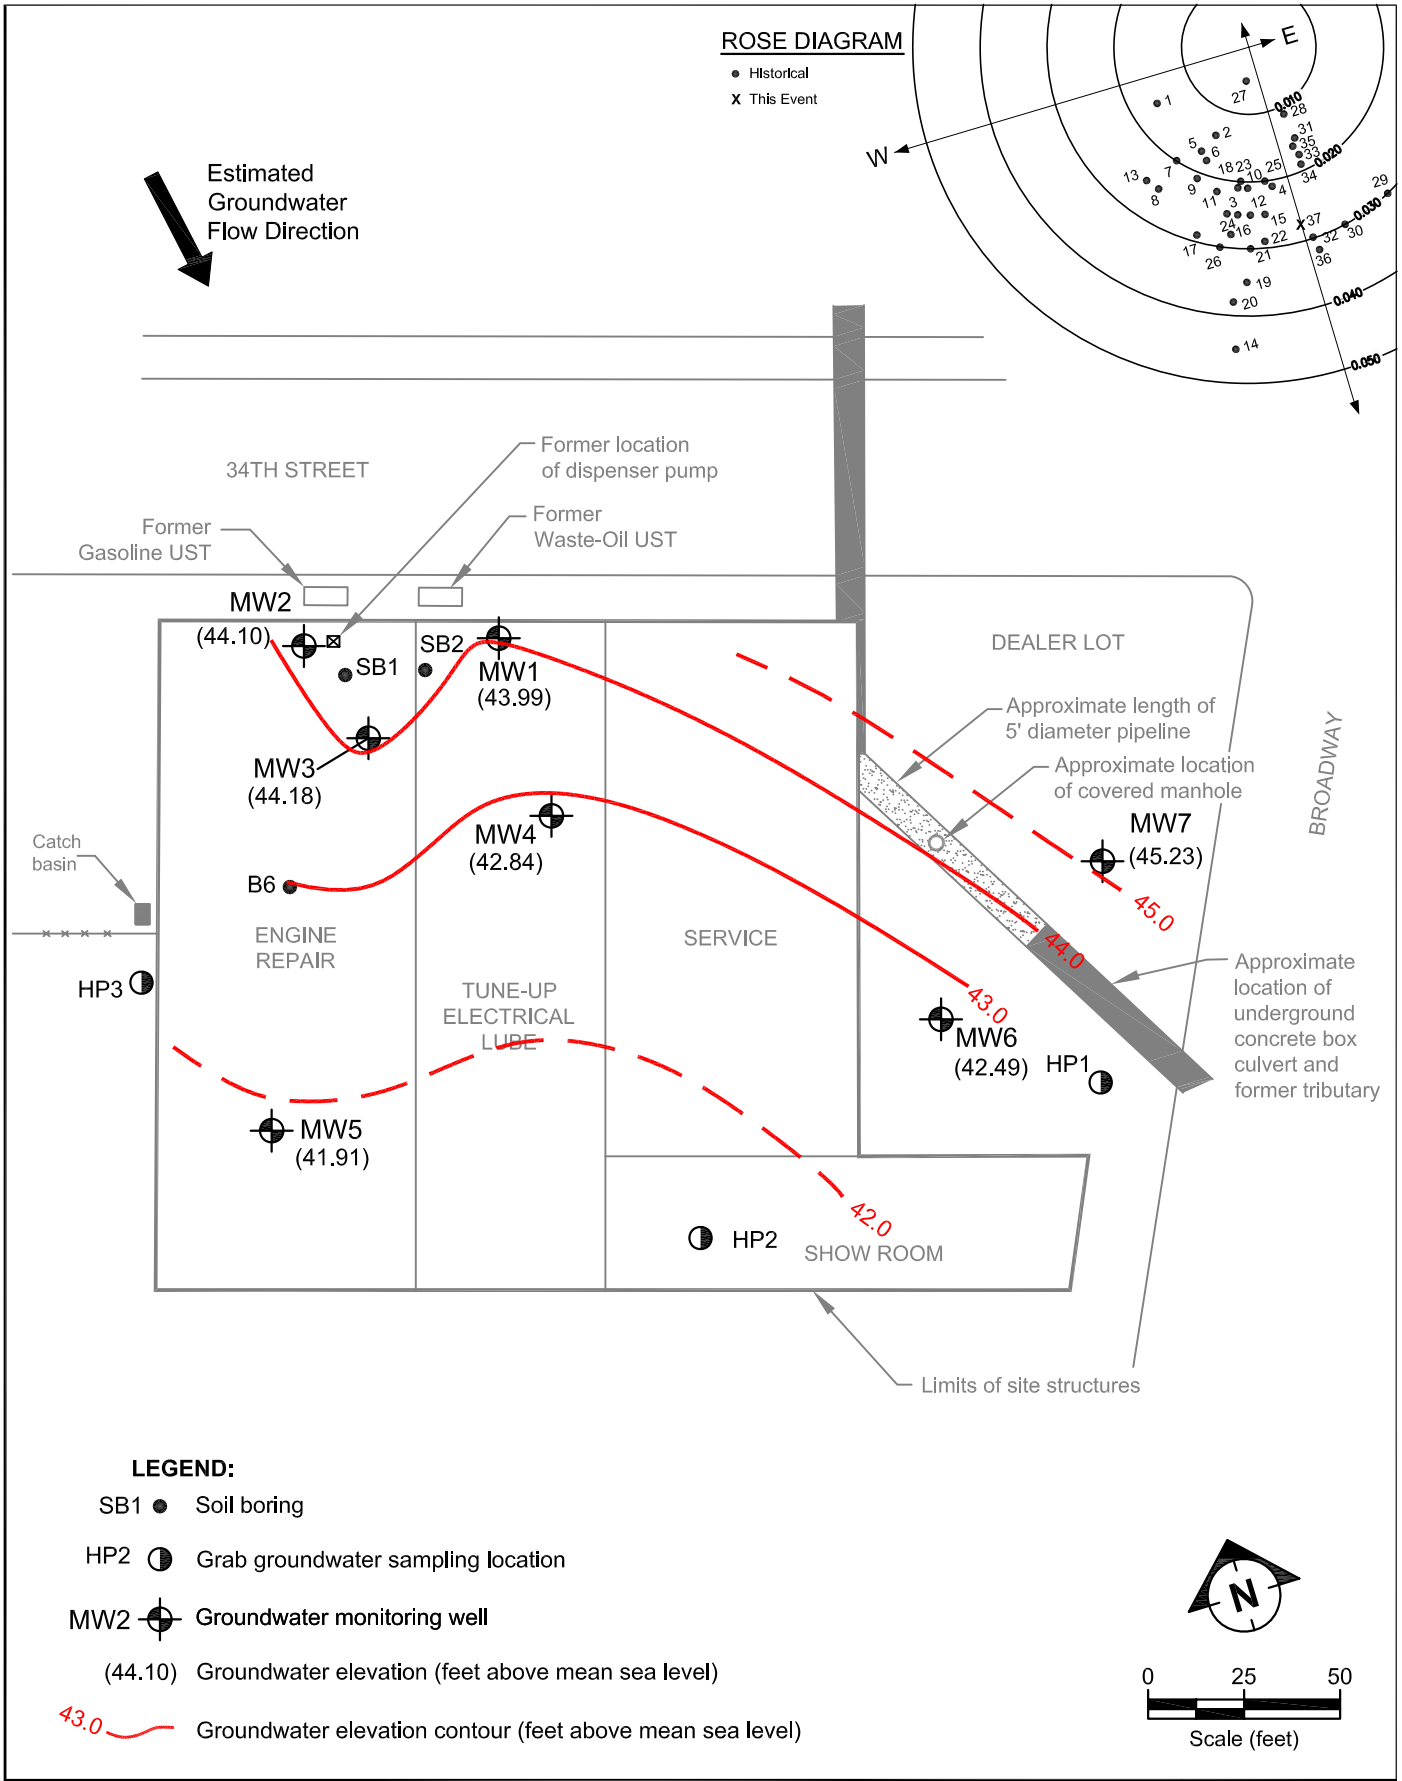 ROSE DIAGRAM
Historical
X This Event
E
W
0.010
0.020
0.030
0.040
0.050
27
1
28
2
31
5
35
6
33
7
18
23
25
34
13
10
29
8
9
11
4
3
12
24
15
37
16
22
32
30
17
26
21
36
19
20
14
Estimated
Groundwater
Flow Direction
34TH STREET
Former location
of dispenser pump
Former
Gasoline UST
Former
Waste-Oil UST
MW2
(44.10)
SB1
SB2
MW1
(43.99)
DEALER LOT
Approximate length of
5' diameter pipeline
Approximate location
of covered manhole
BROADWAY
MW3
(44.18)
MW4
(42.84)
MW7
(45.23)
45.0
Catch
basin
B6
ENGINE
REPAIR
SERVICE
44.0
HP3
TUNE-UP
ELECTRICAL
LUBE
43.0
MW6
(42.49)
HP1
Approximate
location of
underground
concrete box
culvert and
former tributary
MW5
(41.91)
42.0
HP2
SHOW ROOM
Limits of site structures
LEGEND:
SB1 Soil boring
HP2 Grab groundwater sampling location
MW2 Groundwater monitoring well
(44.10) Groundwater elevation (feet above mean sea level)
43.0 Groundwater elevation contour (feet above mean sea level)
N
0 25 50
Scale (feet)